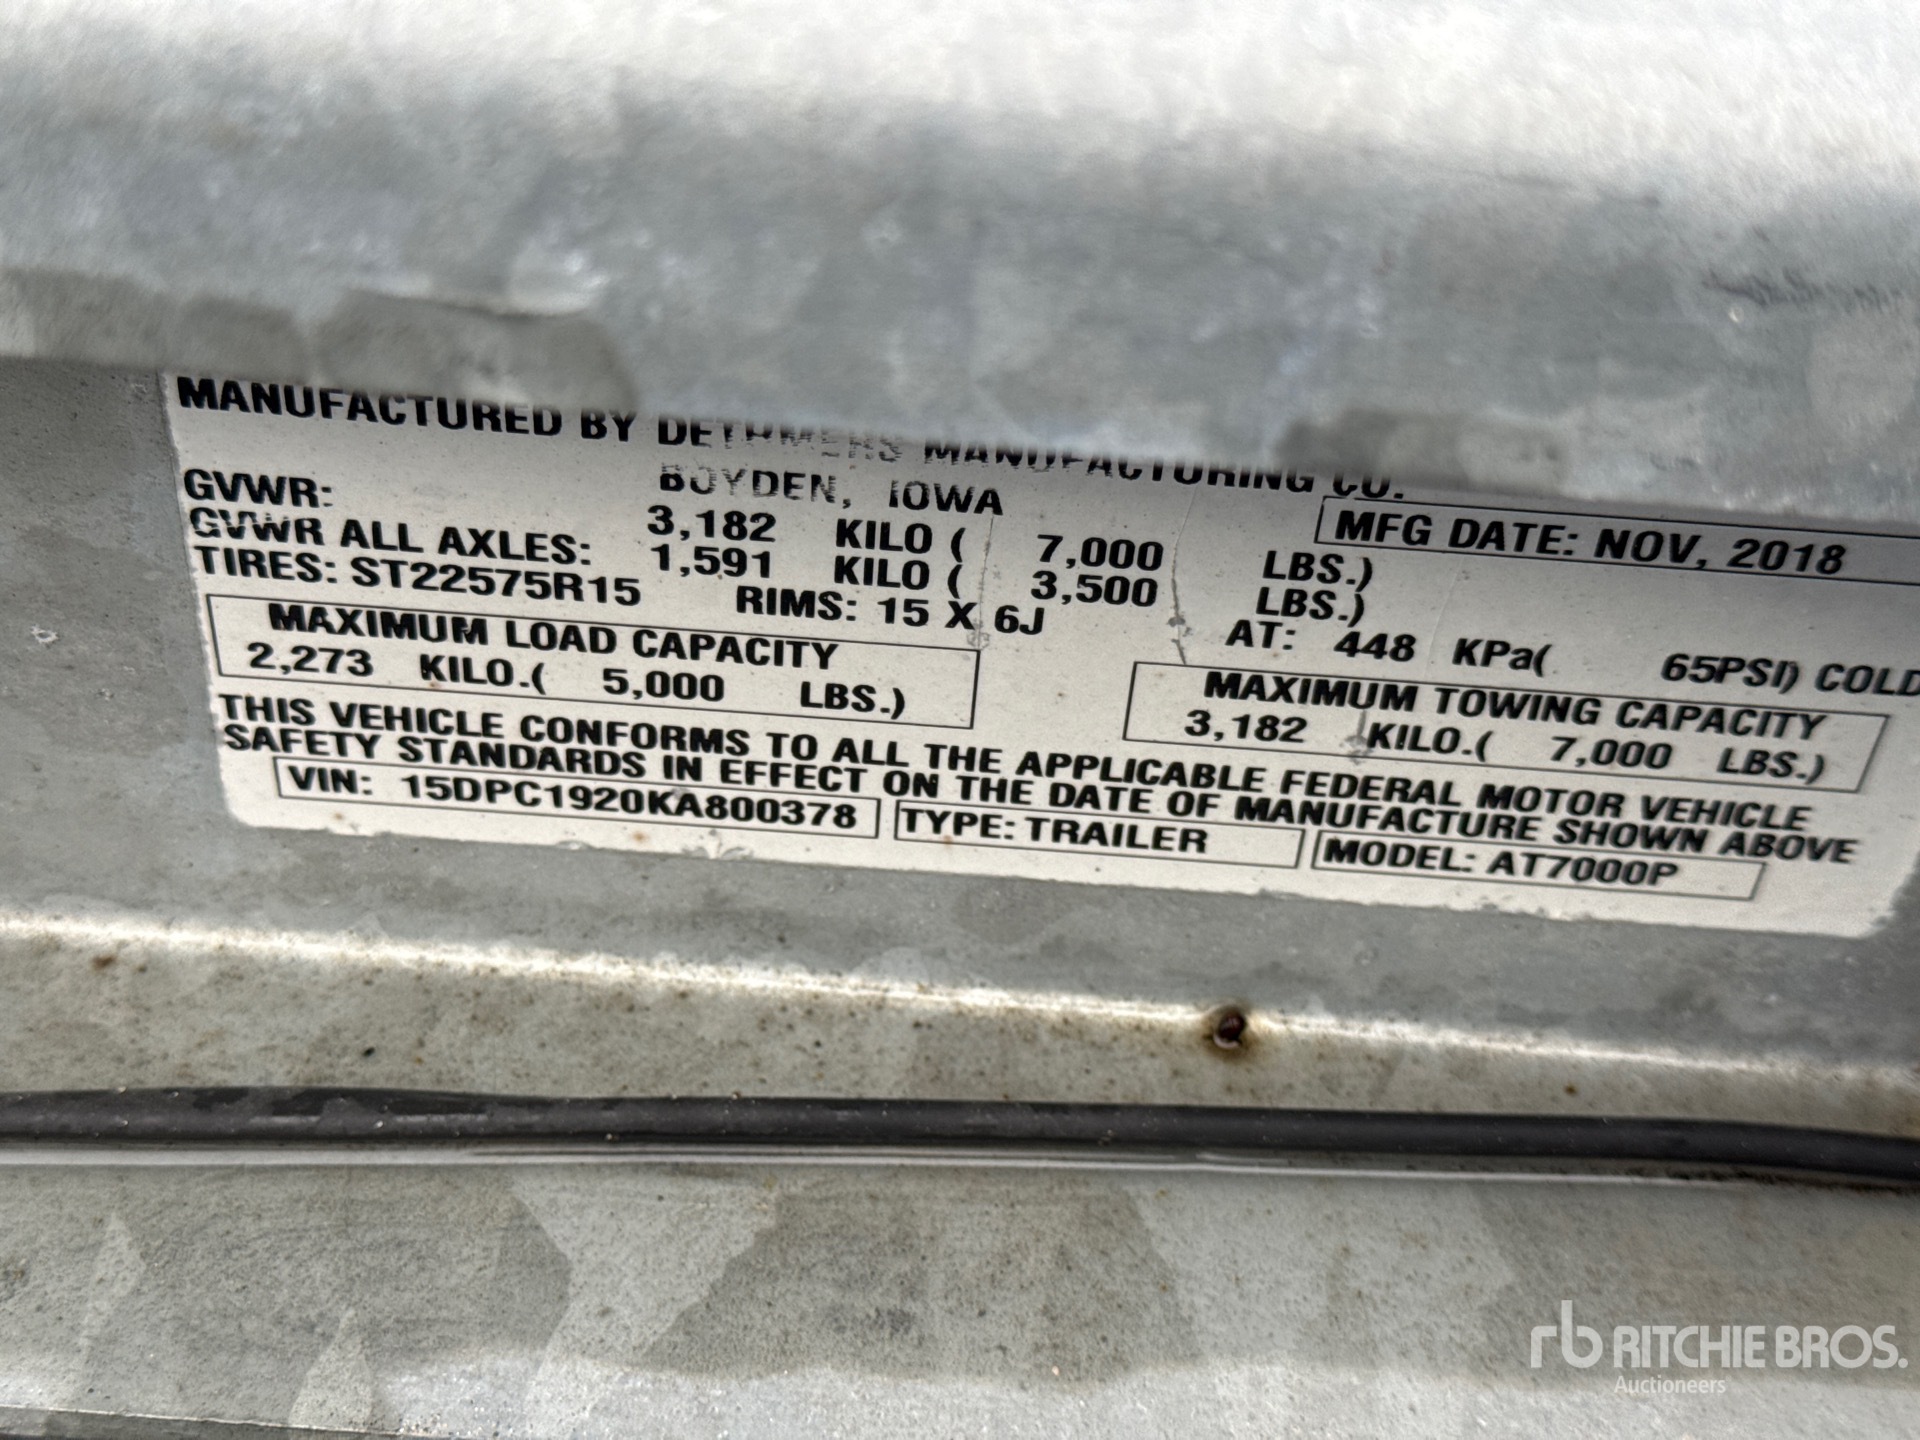 MANUFACTURED BY DETHMERS MANUFACTURING CO.
BOYDEN, IOWA
MFG DATE: NOV, 2018
GVWR: 3,182 KILO ( 7,000 LBS.)
GVWR ALL AXLES: 1,591 KILO ( 3,500 LBS.)
TIRES: ST22575R15 RIMS: 15 X 6J AT: 448 KPa( 65PSI) COLD
MAXIMUM LOAD CAPACITY
2,273 KILO.( 5,000 LBS.)
MAXIMUM TOWING CAPACITY
3,182 KILO.( 7,000 LBS.)
THIS VEHICLE CONFORMS TO ALL THE APPLICABLE FEDERAL MOTOR VEHICLE
SAFETY STANDARDS IN EFFECT ON THE DATE OF MANUFACTURE SHOWN ABOVE
VIN: 15DPC1920KA800378 TYPE: TRAILER MODEL: AT7000P
rb RITCHIE BROS.
Auctioneers